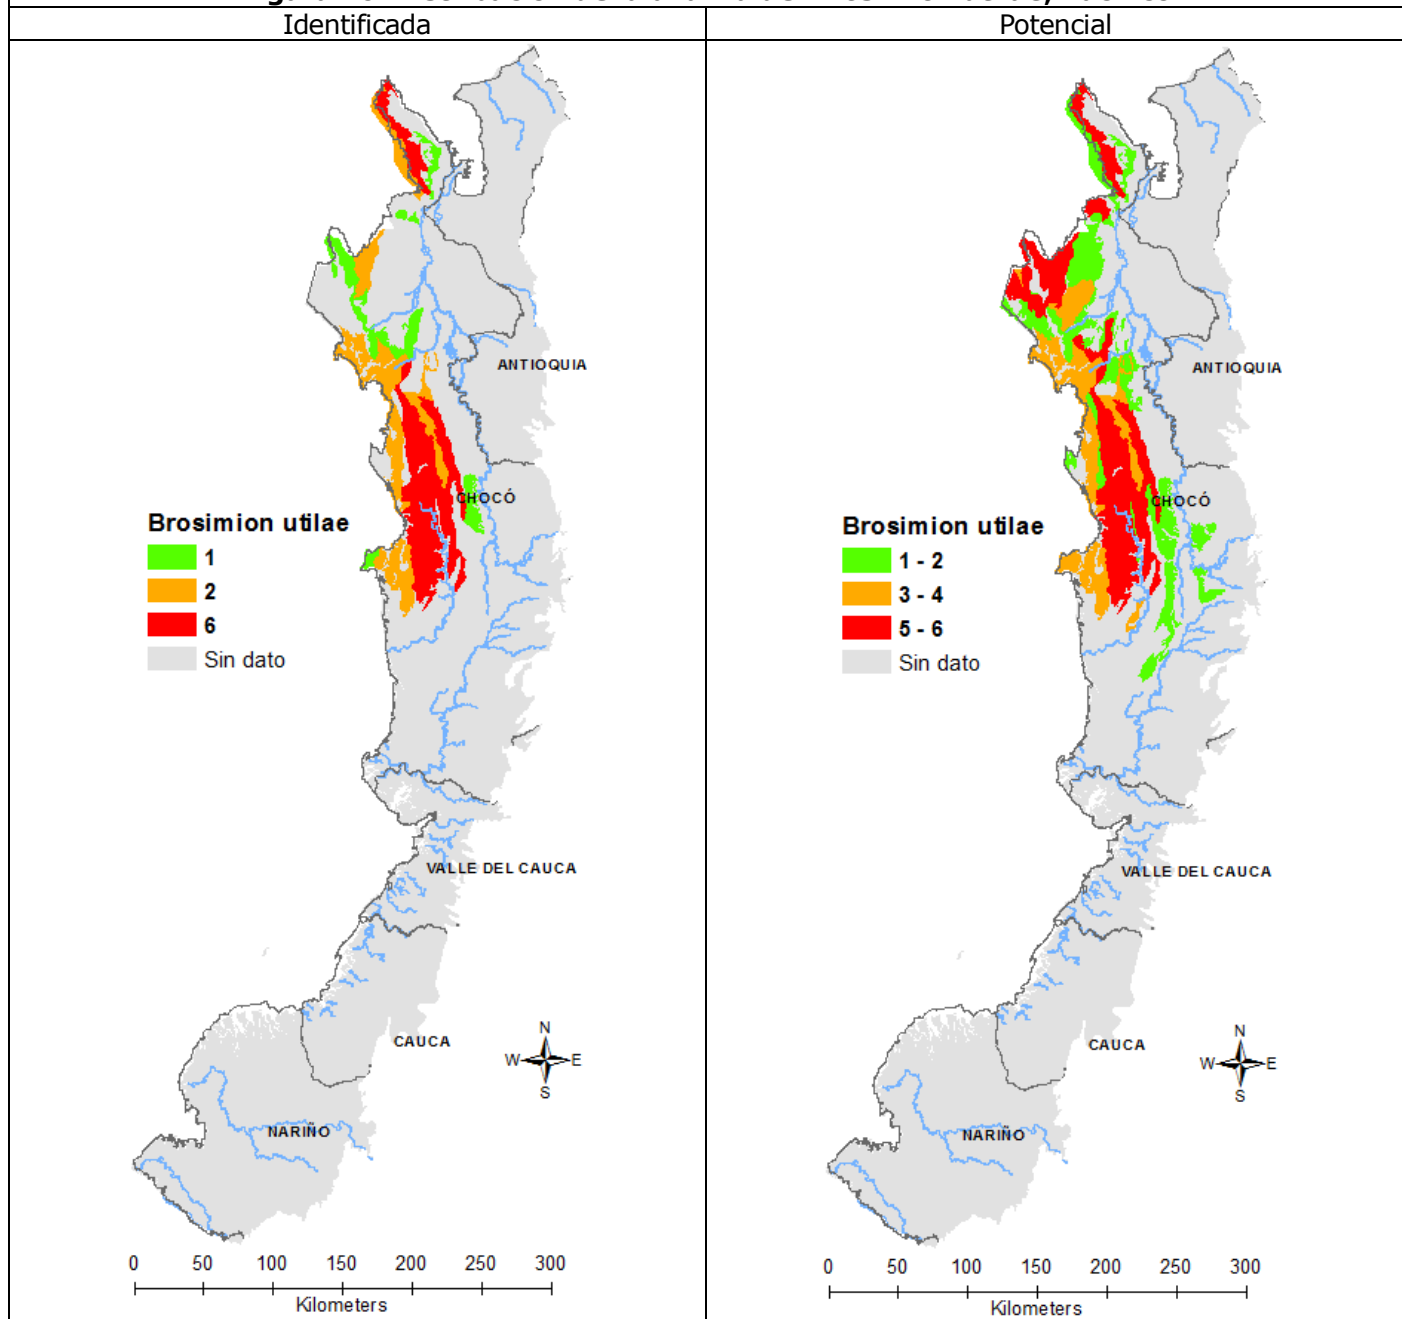 Identificada
Potencial
ANTIOQUIA
CHOCÓ
Brosimion utilae
1
2
6
Sin dato
VALLE DEL CAUCA
CAUCA
NARIÑO
N
W E
S
0 50 100 150 200 250 300
Kilometers
ANTIOQUIA
CHOCÓ
Brosimion utilae
1 - 2
3 - 4
5 - 6
Sin dato
VALLE DEL CAUCA
CAUCA
NARIÑO
N
W E
S
0 50 100 150 200 250 300
Kilometers